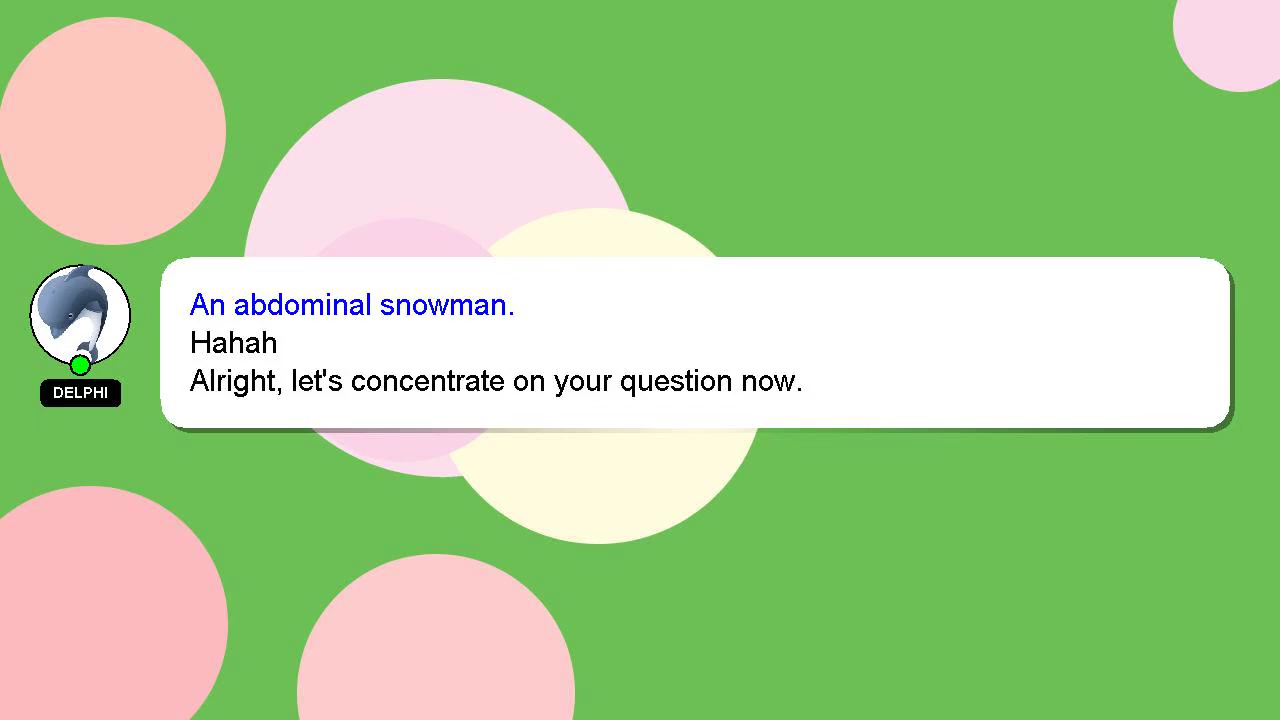 An abdominal snowman.
Hahah
Alright, let's concentrate on your question now.
DELPHI